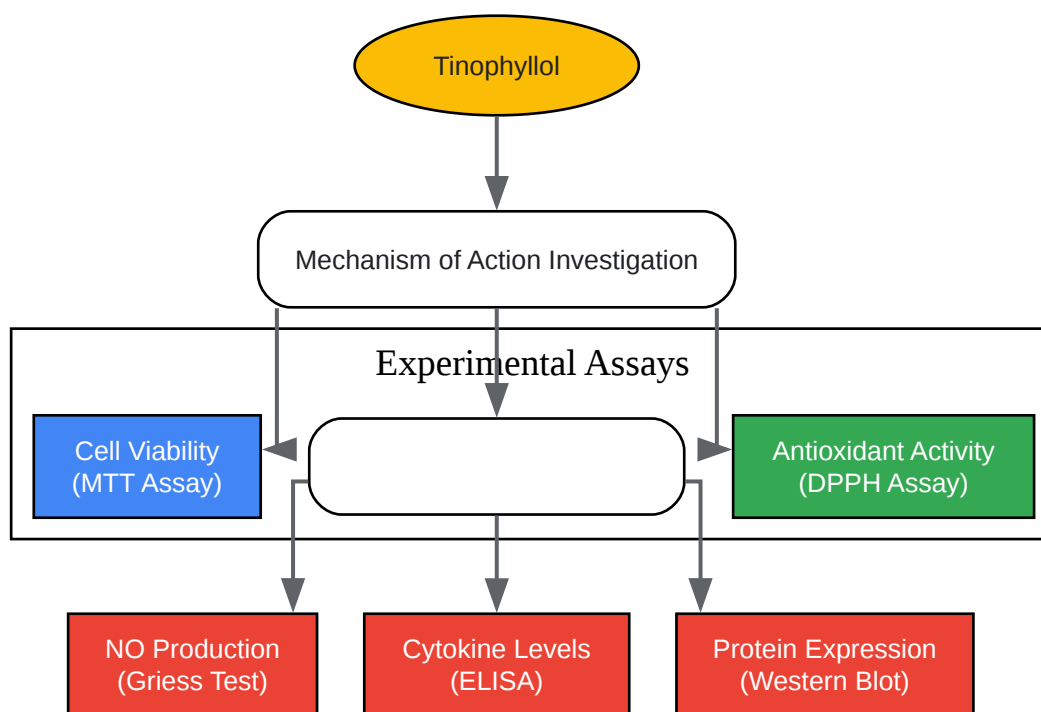 Tinophyllol
Mechanism of Action Investigation
Experimental Assays
Cell Viability
(MTT Assay)
Antioxidant Activity
(DPPH Assay)
NO Production
(Griess Test)
Cytokine Levels
(ELISA)
Protein Expression
(Western Blot)